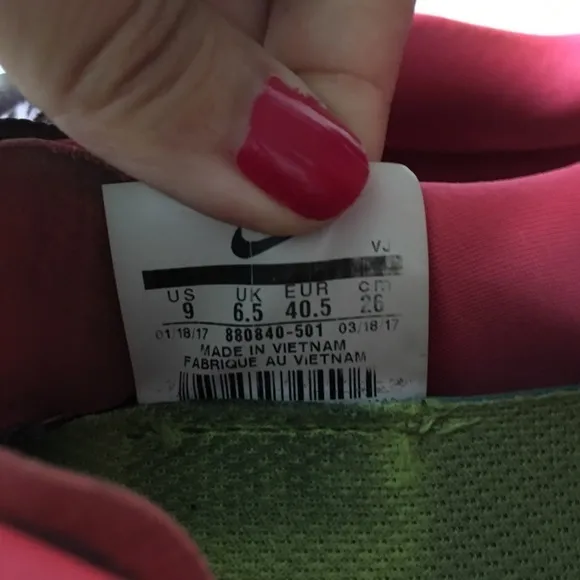 VJ
US UK EUR cm
9 6.5 40.5 26
01/18/17 880840-501 03/18/17
MADE IN VIETNAM
FABRIQUE AU VIETNAM